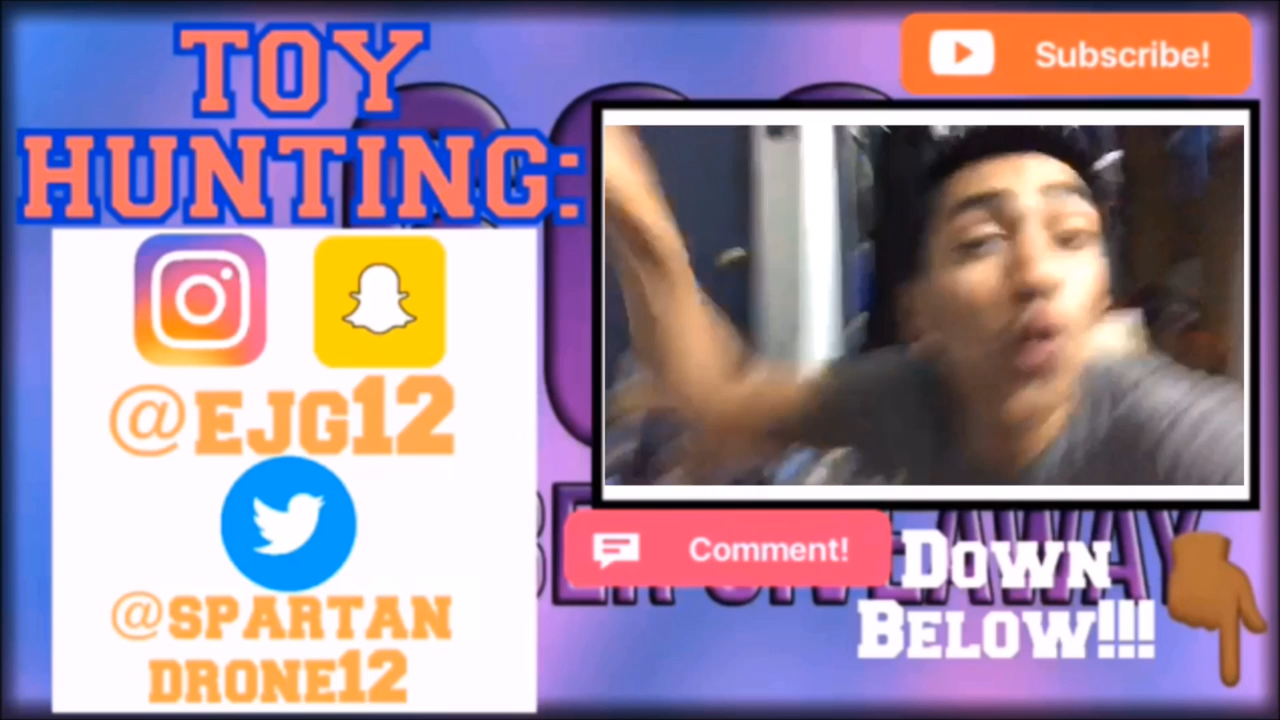 TOY
HUNTING:
@EJG12
@SPARTAN
DRONE12
Subscribe!
Comment!
DOWN
BELOW!!!